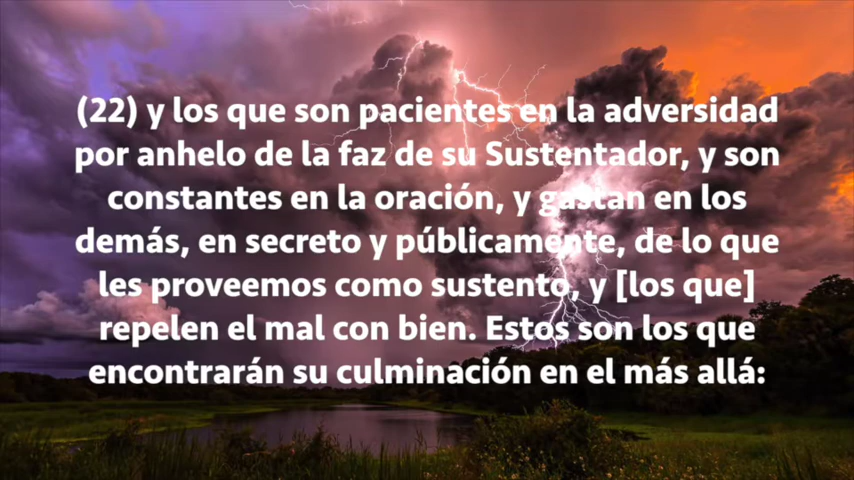 (22) y los que son pacientes en la adversidad
por anhelo de la faz de su Sustentador, y son
constantes en la oración, y gastan en los
demás, en secreto y públicamente, de lo que
les proveemos como sustento, y [los que]
repelen el mal con bien. Estos son los que
encontrarán su culminación en el más allá: